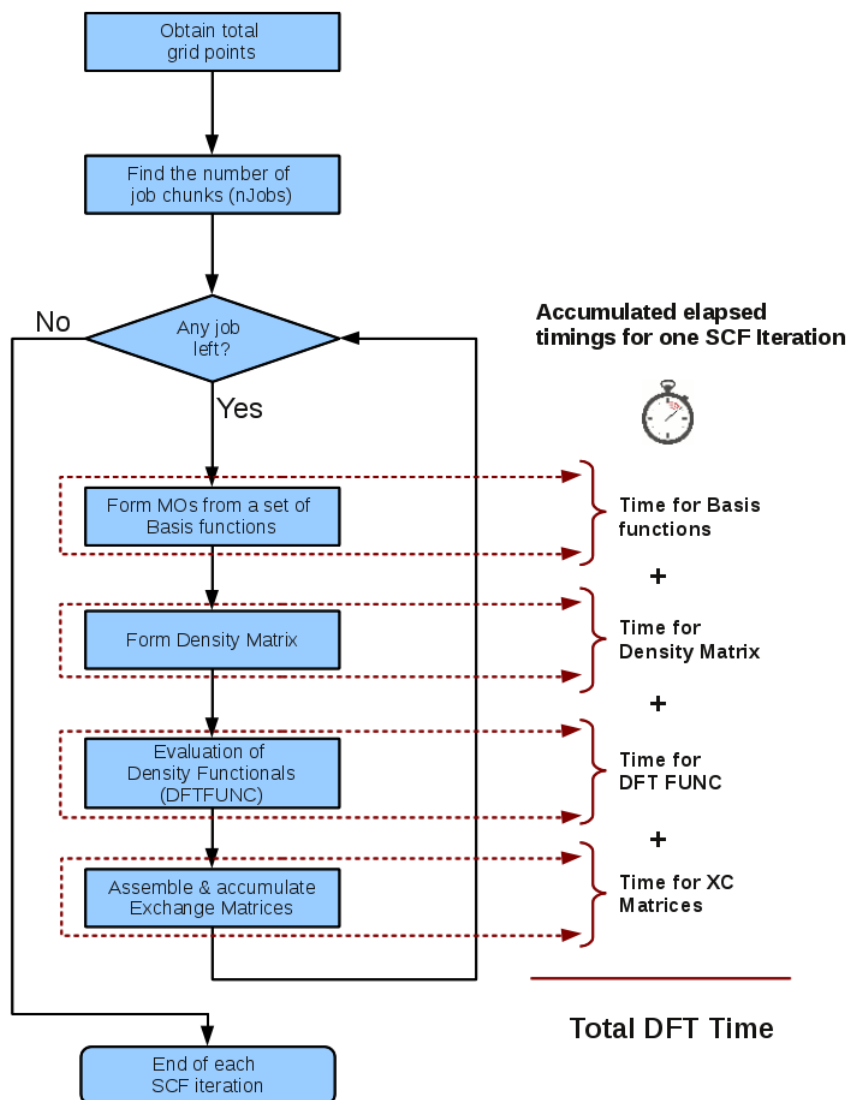 Obtain total
grid points
Find the number of
job chunks (nJobs)
No
Any job
left?
Yes
Accumulated elapsed
timings for one SCF Iteration
Form MOs from a set of
Basis functions
Time for Basis
functions
+
Form Density Matrix
Time for
Density Matrix
+
Evaluation of
Density Functionals
(DFTFUNC)
Time for
DFT FUNC
+
Assemble & accumulate
Exchange Matrices
Time for XC
Matrices
Total DFT Time
End of each
SCF iteration